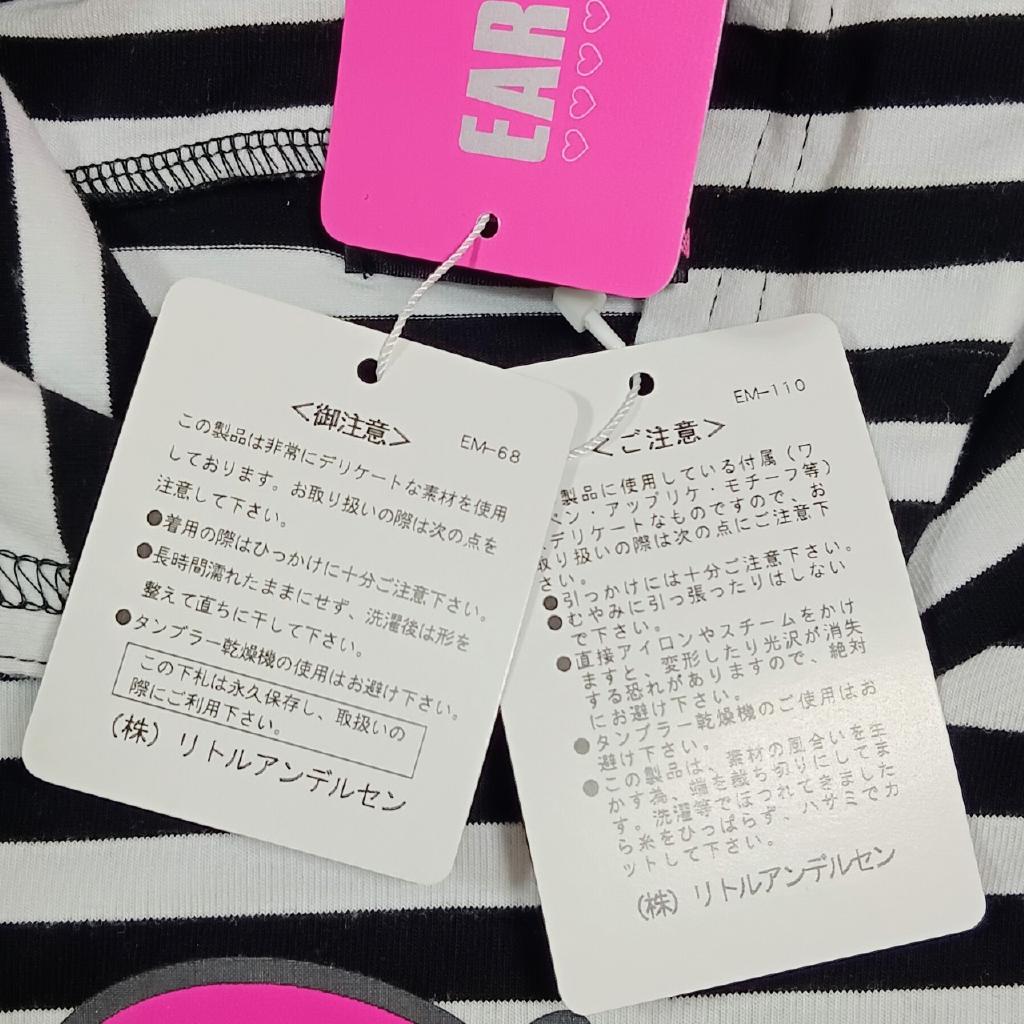 EAR
<御注意>
EM-68
この製品は非常にデリケートな素材を使用
しております。お取り扱いの際は次の点を
注意して下さい。
●着用の際はひっかけに十分ご注意下さい。
●長時間濡れたままにせず、洗濯後は形を
整えて直ちに干して下さい。
●タンブラー乾燥機の使用はお避け下さい。
この下札は永久保存し、取扱いの
際にご利用下さい。
(株) リトルアンデルセン
EM-110
<ご注意>
製品に使用している付属(ワ
ペン・アップリケ・モチーフ等)
デリケートなものですので、お
取り扱いの際は次の点にご注意下
さい。
●引っかけには十分ご注意下さい。
●むやみに引っ張ったりはしない
で下さい。
●直接アイロンやスチームをかけ
ますと、変形したり光沢が消失
する恐れがありますので、絶対
にお避け下さい。
●タンブラー乾燥機のご使用はお
避け下さい。
●この製品は、素材の風合いを生
かす為、端を裁ち切りにしてま
す。洗濯等でほつれてきました
ら糸をひっぱらず、ハサミでカ
ットして下さい。
(株) リトルアンデルセン